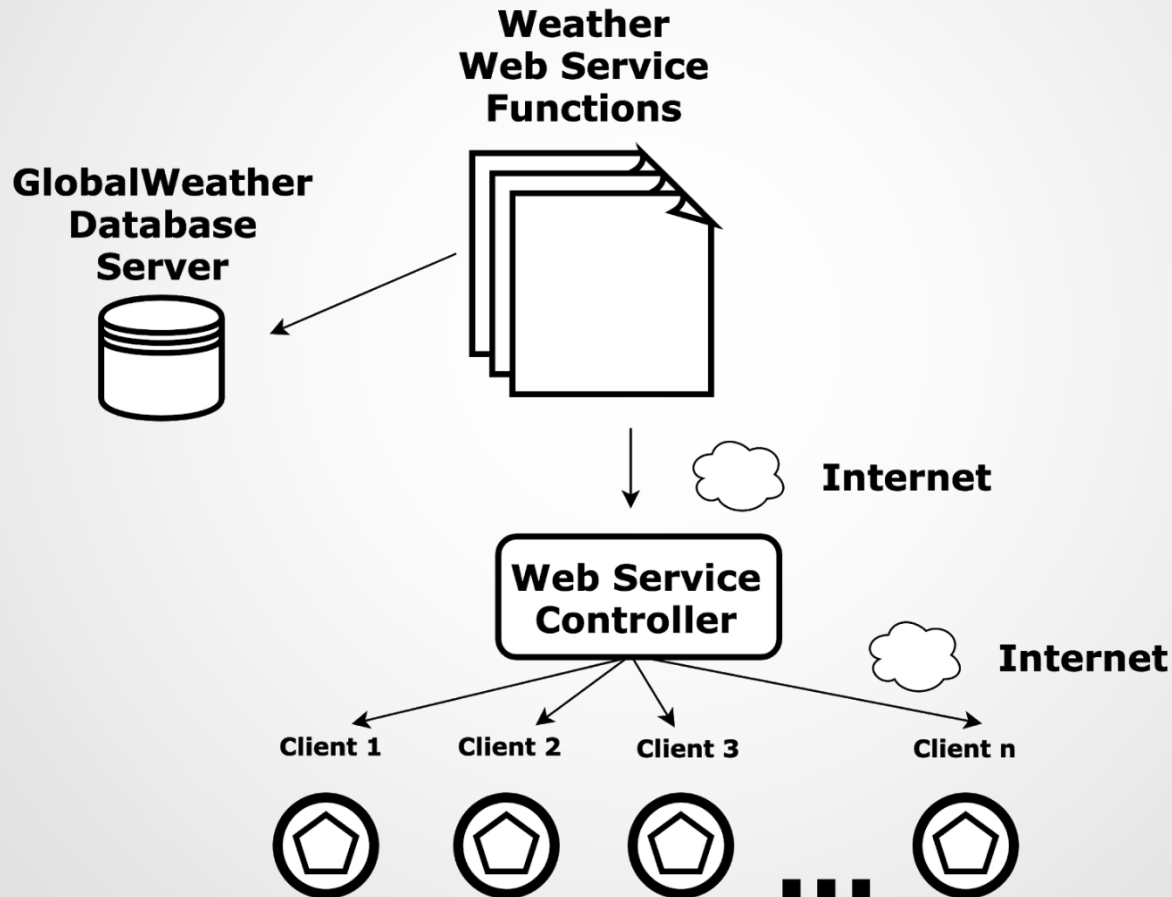 Weather
Web Service
Functions
GlobalWeather
Database
Server
Internet
Web Service
Controller
Internet
Client 1
Client 2
Client 3
Client n
...